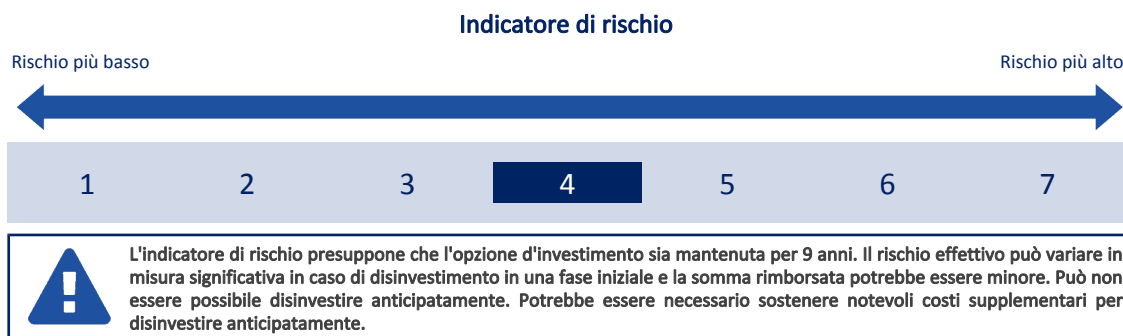 Indicatore di rischio
Rischio più basso
Rischio più alto
1 2 3 4 5 6 7
L'indicatore di rischio presuppone che l'opzione d'investimento sia mantenuta per 9 anni. Il rischio effettivo può variare in
misura significativa in caso di disinvestimento in una fase iniziale e la somma rimborsata potrebbe essere minore. Può non
essere possibile disinvestire anticipatamente. Potrebbe essere necessario sostenere notevoli costi supplementari per
disinvestire anticipatamente.